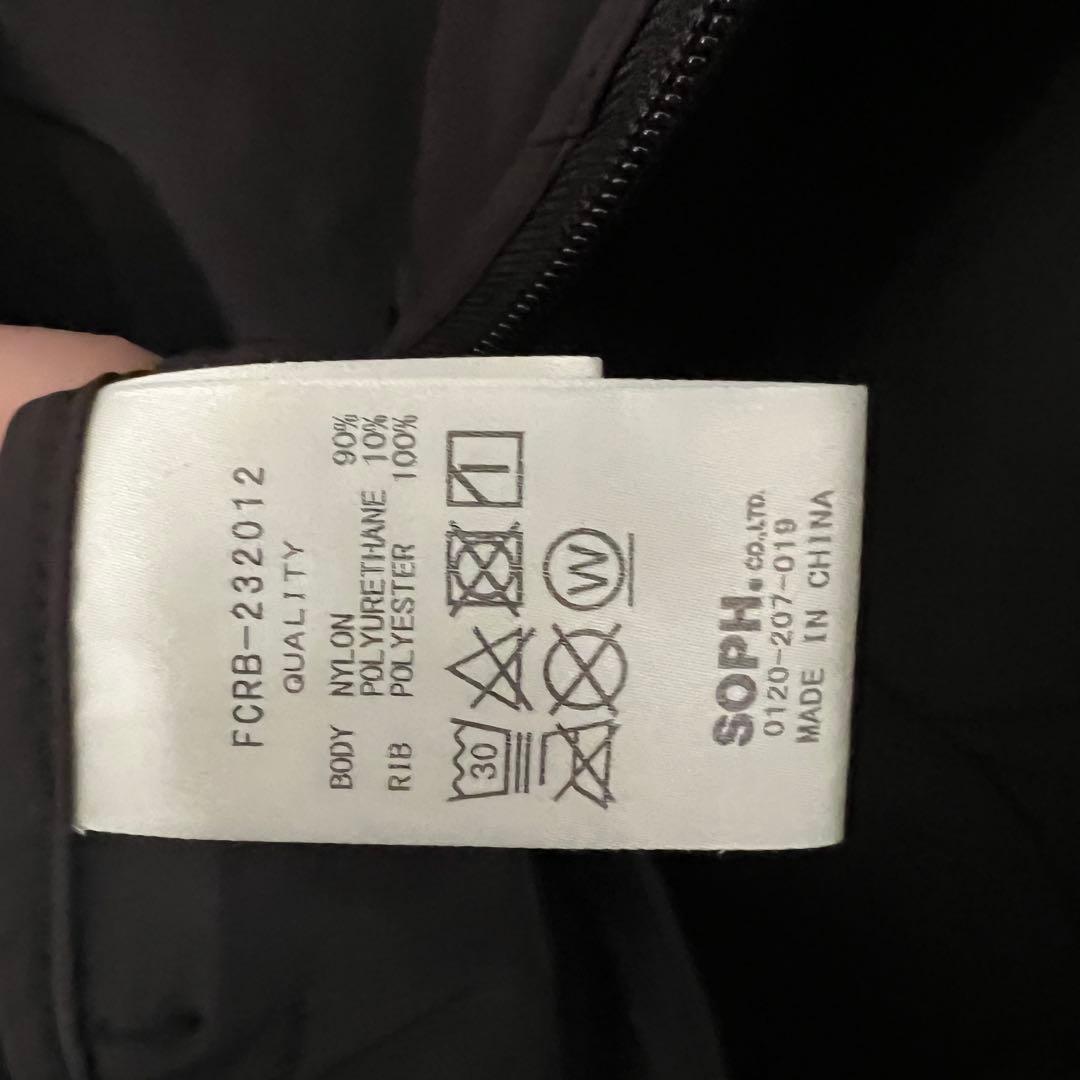 FCRB-232012
QUALITY
BODY NYLON 90%
POLYURETHANE 10%
RIB POLYESTER 100%
30
W
SOPH.CO.,LTD.
0120-207-019
MADE IN CHINA